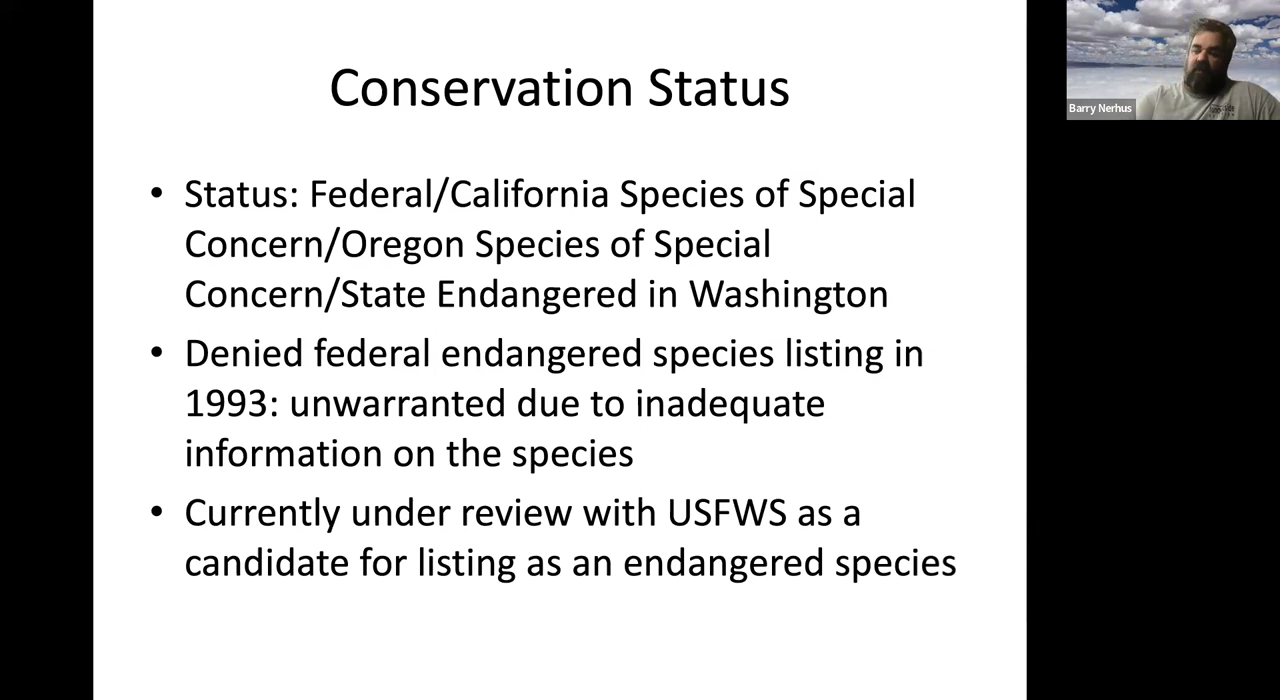 Conservation Status
• Status: Federal/California Species of Special
Concern/Oregon Species of Special
Concern/State Endangered in Washington
• Denied federal endangered species listing in
1993: unwarranted due to inadequate
information on the species
• Currently under review with USFWS as a
candidate for listing as an endangered species
Barry Nerhus